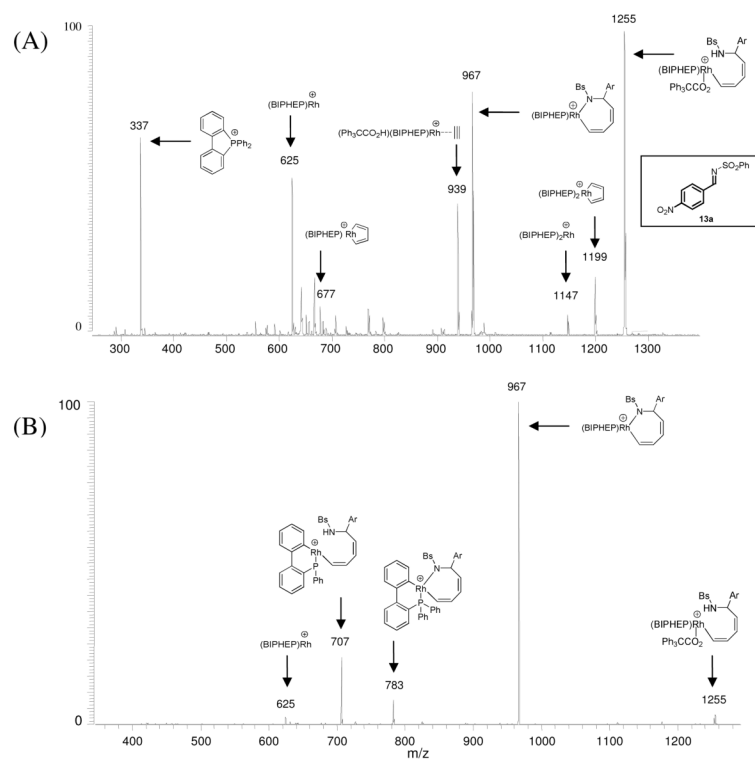 (A)
100
0
337
⊕
PPh2
⊕
(BIPHEP)Rh
625
⊕
(BIPHEP) Rh
677
⊕
(Ph3CCO2H)(BIPHEP)Rh
939
967
Bs Ar
N
⊕
(BIPHEP)Rh
⊕
(BIPHEP)2Rh
1199
⊕
(BIPHEP)2Rh
1147
1255
Bs Ar
HN
⊕
(BIPHEP)Rh
Ph3CCO2
SO2Ph
N
O2N
13a
300 400 500 600 700 800 900 1000 1100 1200 1300
(B)
100
0
967
Bs Ar
N
⊕
(BIPHEP)Rh
Bs Ar
HN
⊕
Rh
P
Ph
707
Bs Ar
N
⊕
Rh
P
Ph
Ph
783
⊕
(BIPHEP)Rh
625
Bs Ar
HN
⊕
(BIPHEP)Rh
Ph3CCO2
1255
400 500 600 700 800 900 1000 1100 1200
m/z